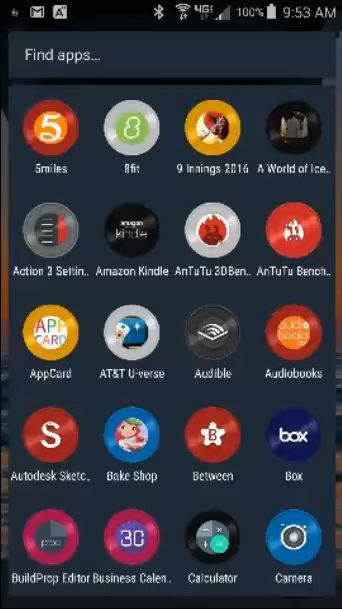 4G 100% 9:53 AM
Find apps...
5
8
5miles 8fit 9 Innings 2016 A World of Ice..
amazon
kindle
Action 3 Settin.. Amazon Kindle AnTuTu 3DBen.. AnTuTu Bench..
APP
CARD
audio
books
AppCard AT&T U-verse Audible Audiobooks
S
B
box
Autodesk Sketc.. Bake Shop Between Box
prop
30
BuildProp Editor Business Calen.. Calculator Camera